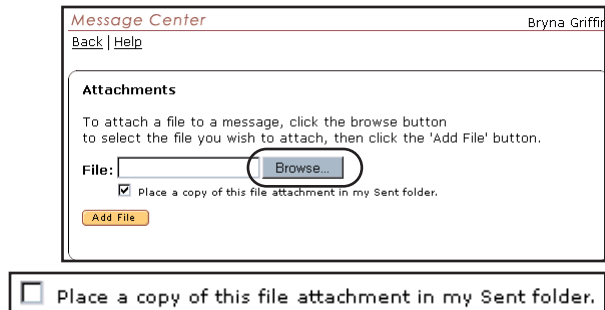 Message Center
Bryna Griffin
Back | Help
Attachments
To attach a file to a message, click the browse button
to select the file you wish to attach, then click the 'Add File' button.
File: Browse...
Place a copy of this file attachment in my Sent folder.
Add File
Place a copy of this file attachment in my Sent folder.